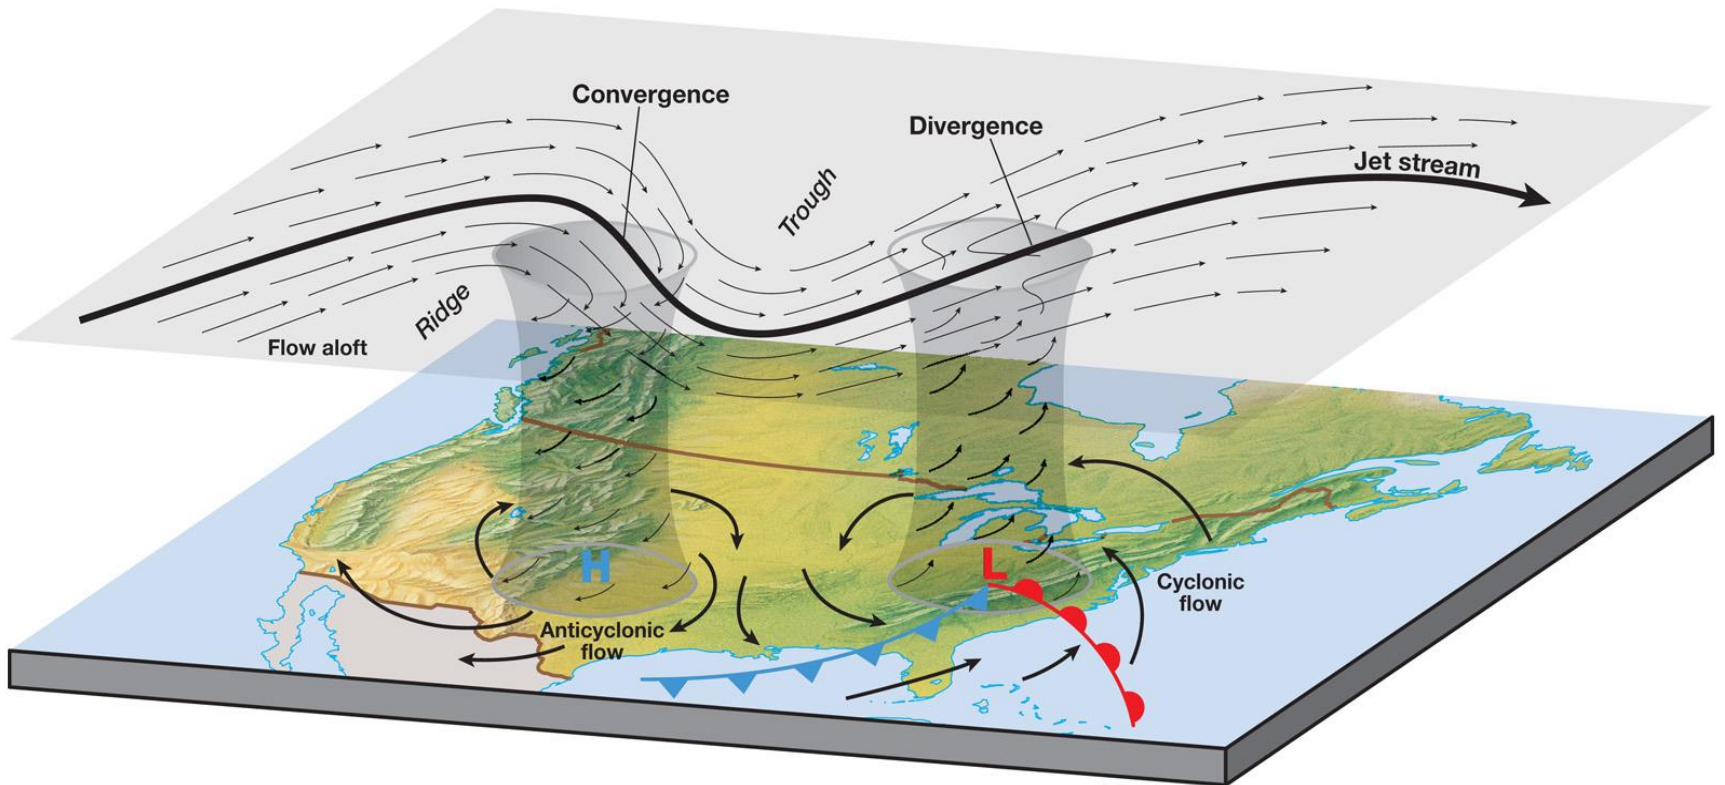 Convergence
Divergence
Jet stream
Trough
Ridge
Flow aloft
H
L
Cyclonic
flow
Anticyclonic
flow